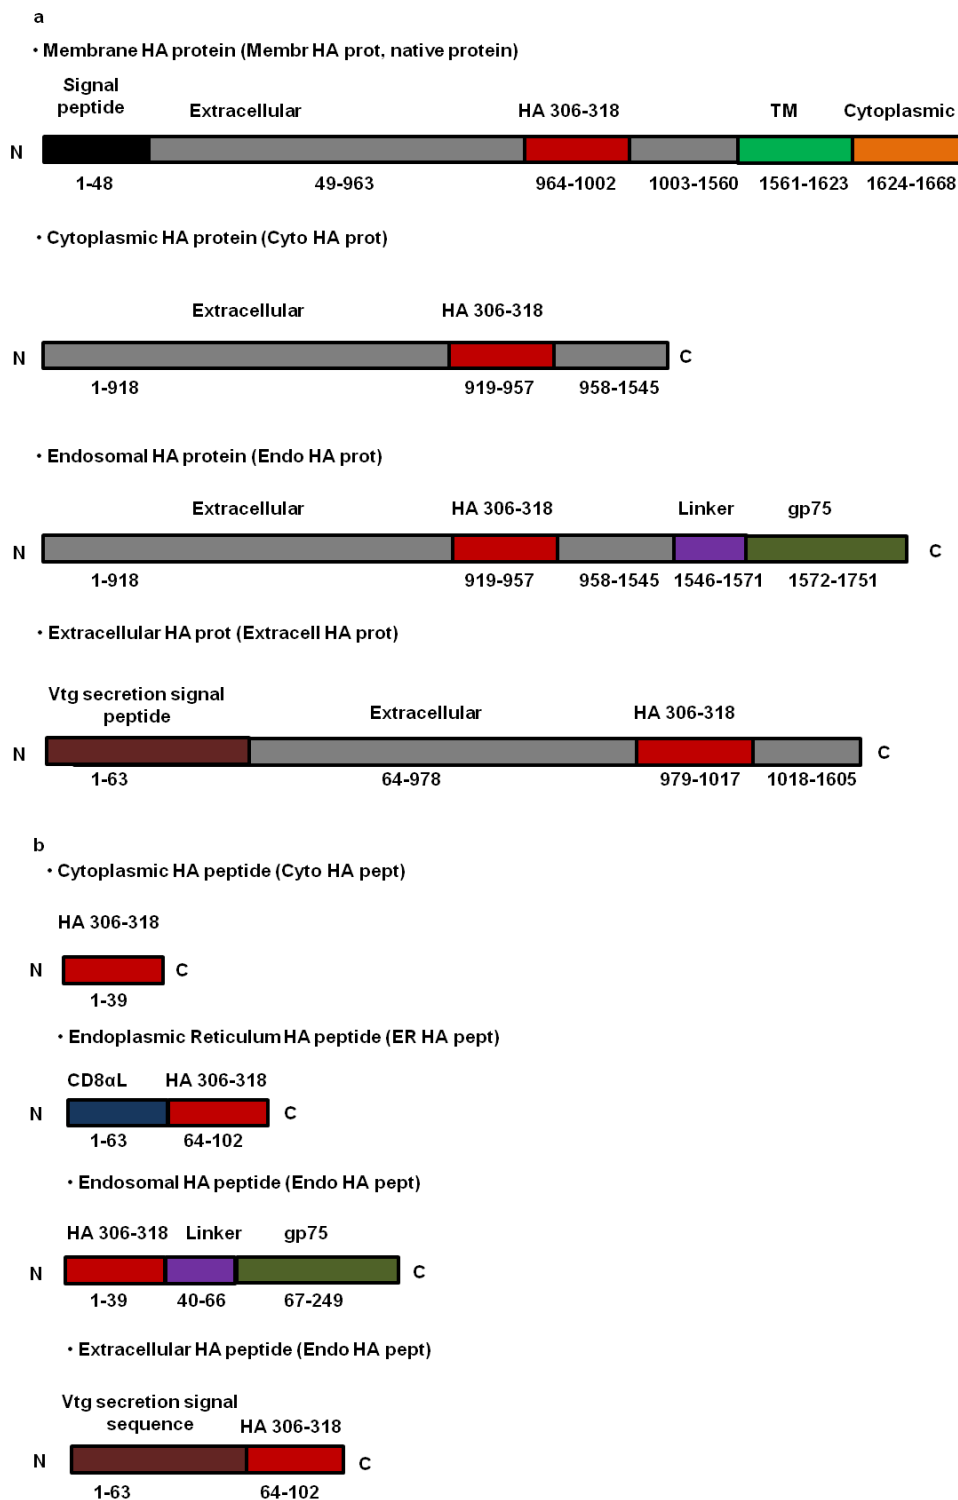 a
· Membrane HA protein (Membr HA prot, native protein)
Signal
peptide
Extracellular
HA 306-318
TM
Cytoplasmic
N
1-48
49-963
964-1002
1003-1560
1561-1623
1624-1668
· Cytoplasmic HA protein (Cyto HA prot)
Extracellular
HA 306-318
N
C
1-918
919-957
958-1545
· Endosomal HA protein (Endo HA prot)
Extracellular
HA 306-318
Linker
gp75
N
C
1-918
919-957
958-1545
1546-1571
1572-1751
· Extracellular HA prot (Extracell HA prot)
Vtg secretion signal
peptide
Extracellular
HA 306-318
N
C
1-63
64-978
979-1017
1018-1605
b
· Cytoplasmic HA peptide (Cyto HA pept)
HA 306-318
N
C
1-39
· Endoplasmic Reticulum HA peptide (ER HA pept)
CD8αL
HA 306-318
N
C
1-63
64-102
· Endosomal HA peptide (Endo HA pept)
HA 306-318
Linker
gp75
N
C
1-39
40-66
67-249
· Extracellular HA peptide (Endo HA pept)
Vtg secretion signal
sequence
HA 306-318
N
C
1-63
64-102